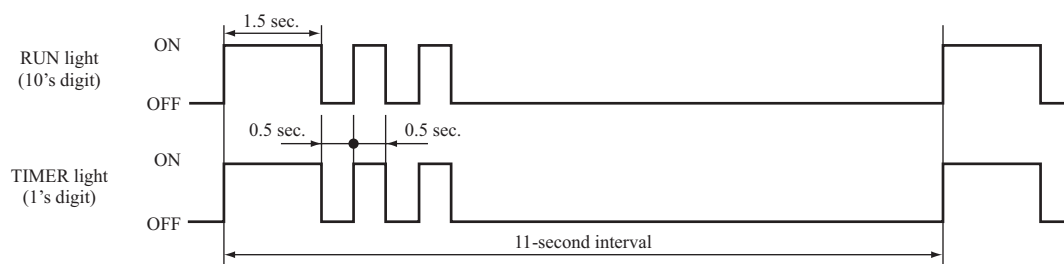 1.5 sec.
RUN light
(10's digit)
ON
OFF
0.5 sec.
0.5 sec.
TIMER light
(1's digit)
ON
OFF
11-second interval